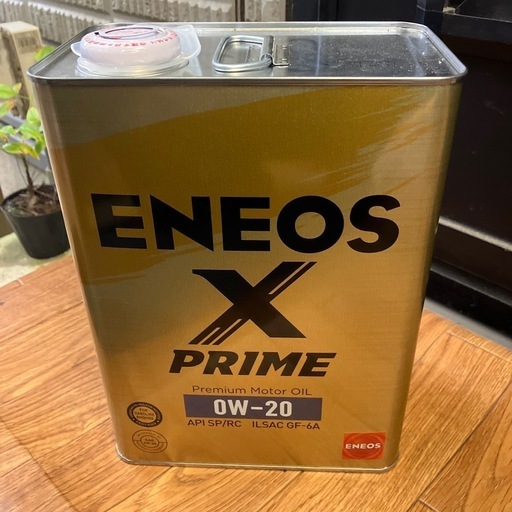 ENEOS
X
PRIME
Premium Motor OIL
0W-20
API SP/RC ILSAC GF-6A
ENEOS